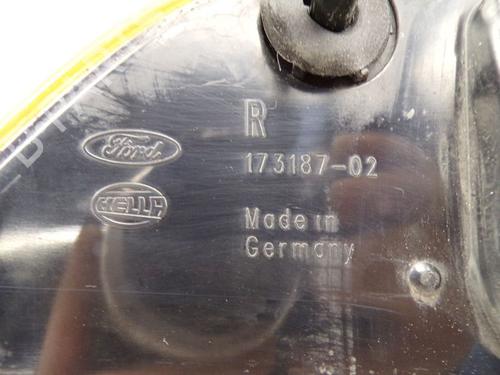 R
Ford
173187-02
HELLA
Made in
Germany